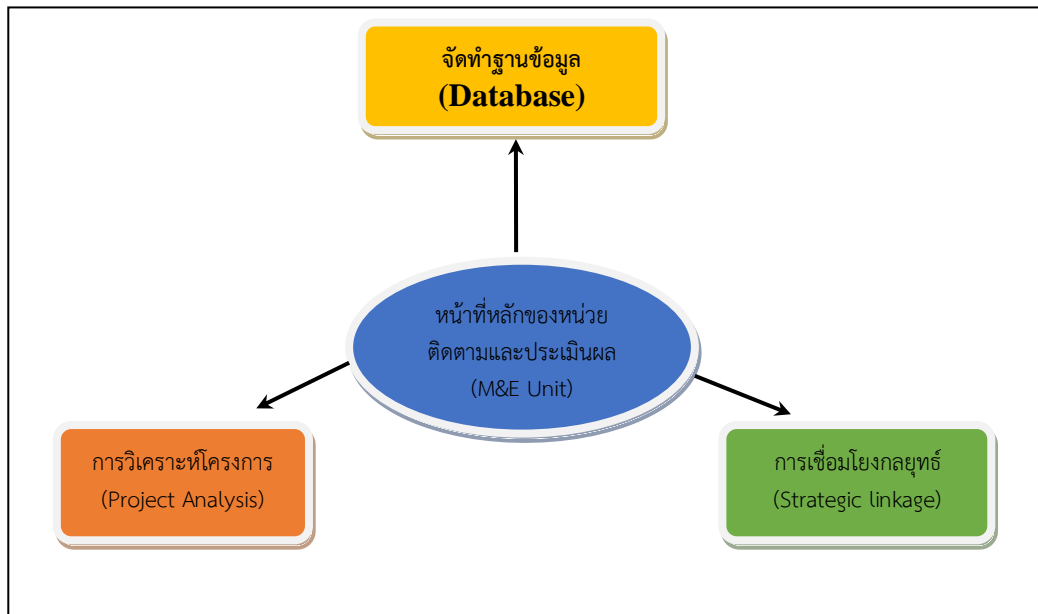 จัดทำฐานข้อมูล
(Database)
หน้าที่หลักของหน่วย
ติดตามและประเมินผล
(M&E Unit)
การวิเคราะห์โครงการ
(Project Analysis)
การเชื่อมโยงกลยุทธ์
(Strategic linkage)